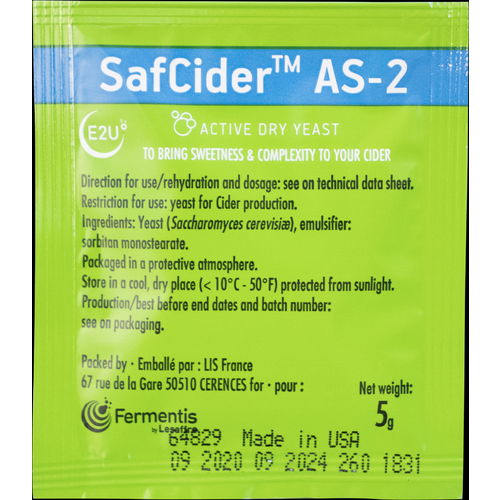 SafCider™ AS-2
E2U™
ACTIVE DRY YEAST
TO BRING SWEETNESS & COMPLEXITY TO YOUR CIDER
Direction for use/rehydration and dosage: see on technical data sheet.
Restriction for use: yeast for Cider production.
Ingredients: Yeast (Saccharomyces cerevisiæ), emulsifier:
sorbitan monostearate.
Packaged in a protective atmosphere.
Store in a cool, dry place (< 10°C - 50°F) protected from sunlight.
Production/best before end dates and batch number:
see on packaging.
Packed by · Emballé par : LIS France
67 rue de la Gare 50510 CERENCES for · pour :
Net weight:
5g
Fermentis
by Lesaffre
64829 Made in USA
09 2020 09 2024 260 1831